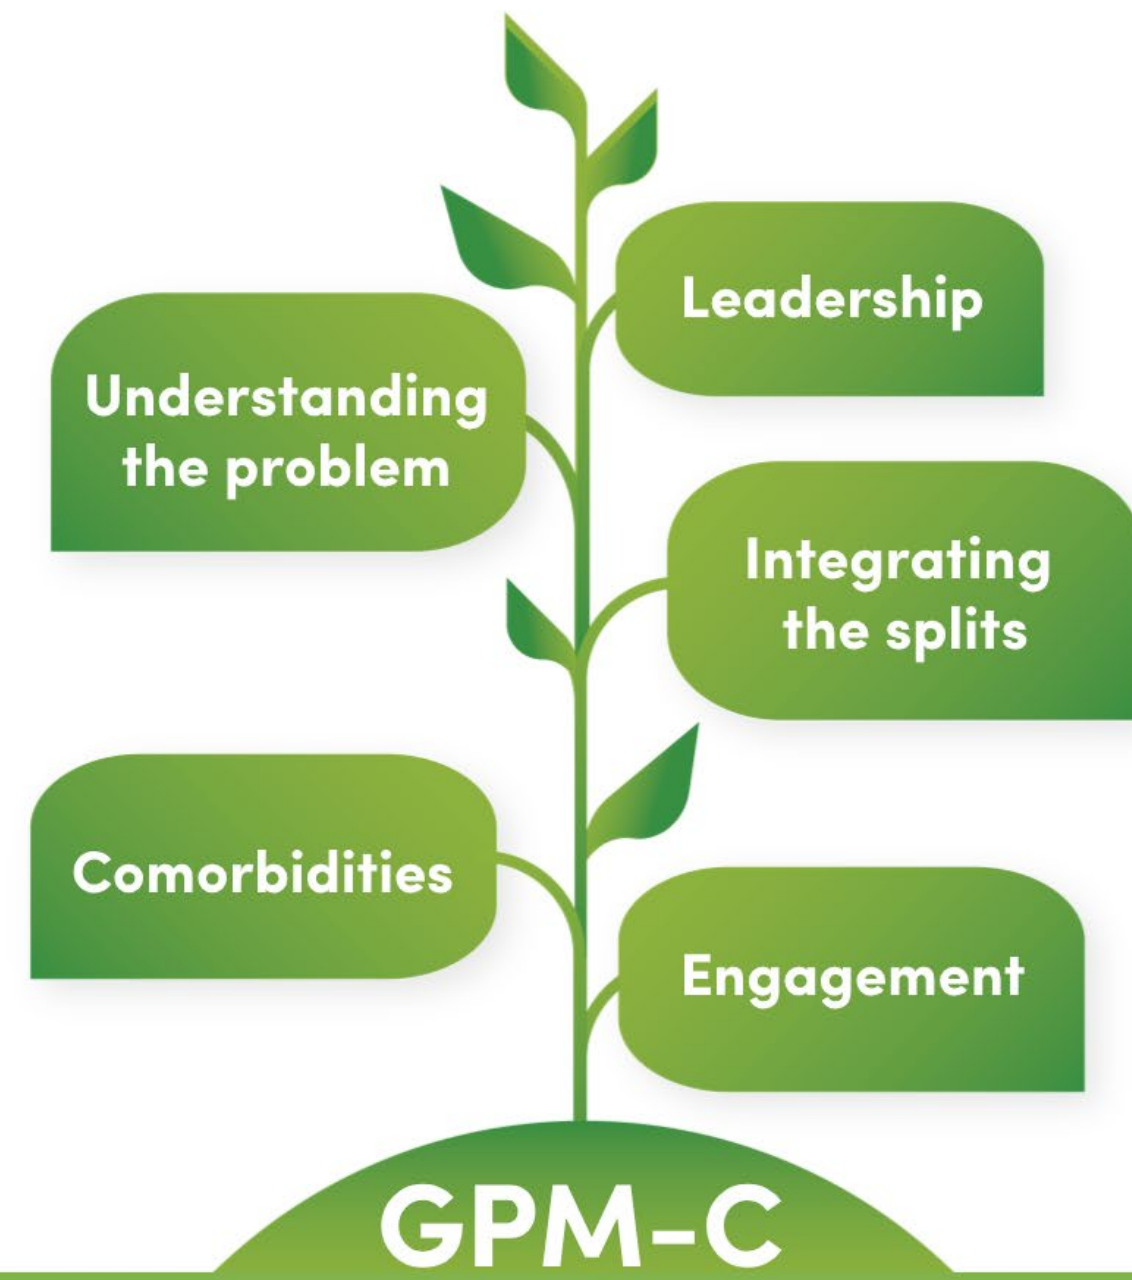 Leadership
Understanding
the problem
Integrating
the splits
Comorbidities
Engagement
GPM-C